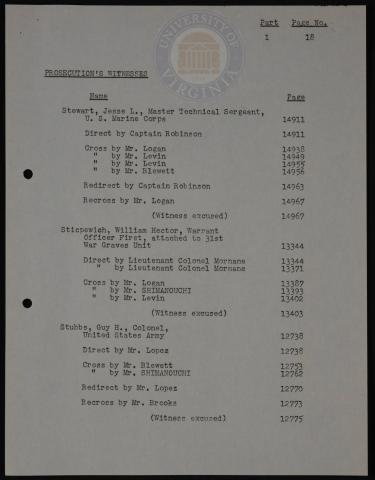 UNIVERSITY OF VIRGINIA
Part Page No.
1 18
PROSECUTION'S WITNESSES
Name Page
Stewart, Jesse L., Master Technical Sergeant,
U. S. Marine Corps 14911
Direct by Captain Robinson 14911
Cross by Mr. Logan 14938
" by Mr. Levin 14949
" by Mr. Levin 14955
" by Mr. Blewett 14956
Redirect by Captain Robinson 14963
Recross by Mr. Logan 14967
(Witness excused) 14967
Sticpewich, William Hector, Warrant
Officer First, attached to 31st
War Graves Unit 13344
Direct by Lieutenant Colonel Mornane 13344
" by Lieutenant Colonel Mornane 13371
Cross by Mr. Logan 13387
" by Mr. SHIMANOUCHI 13393
" by Mr. Levin 13402
(Witness excused) 13403
Stubbs, Guy H., Colonel,
United States Army 12738
Direct by Mr. Lopez 12738
Cross by Mr. Blewett 12753
" by Mr. SHIMANOUCHI 12762
Redirect by Mr. Lopez 12770
Recross by Mr. Brooks 12773
(Witness excused) 12775